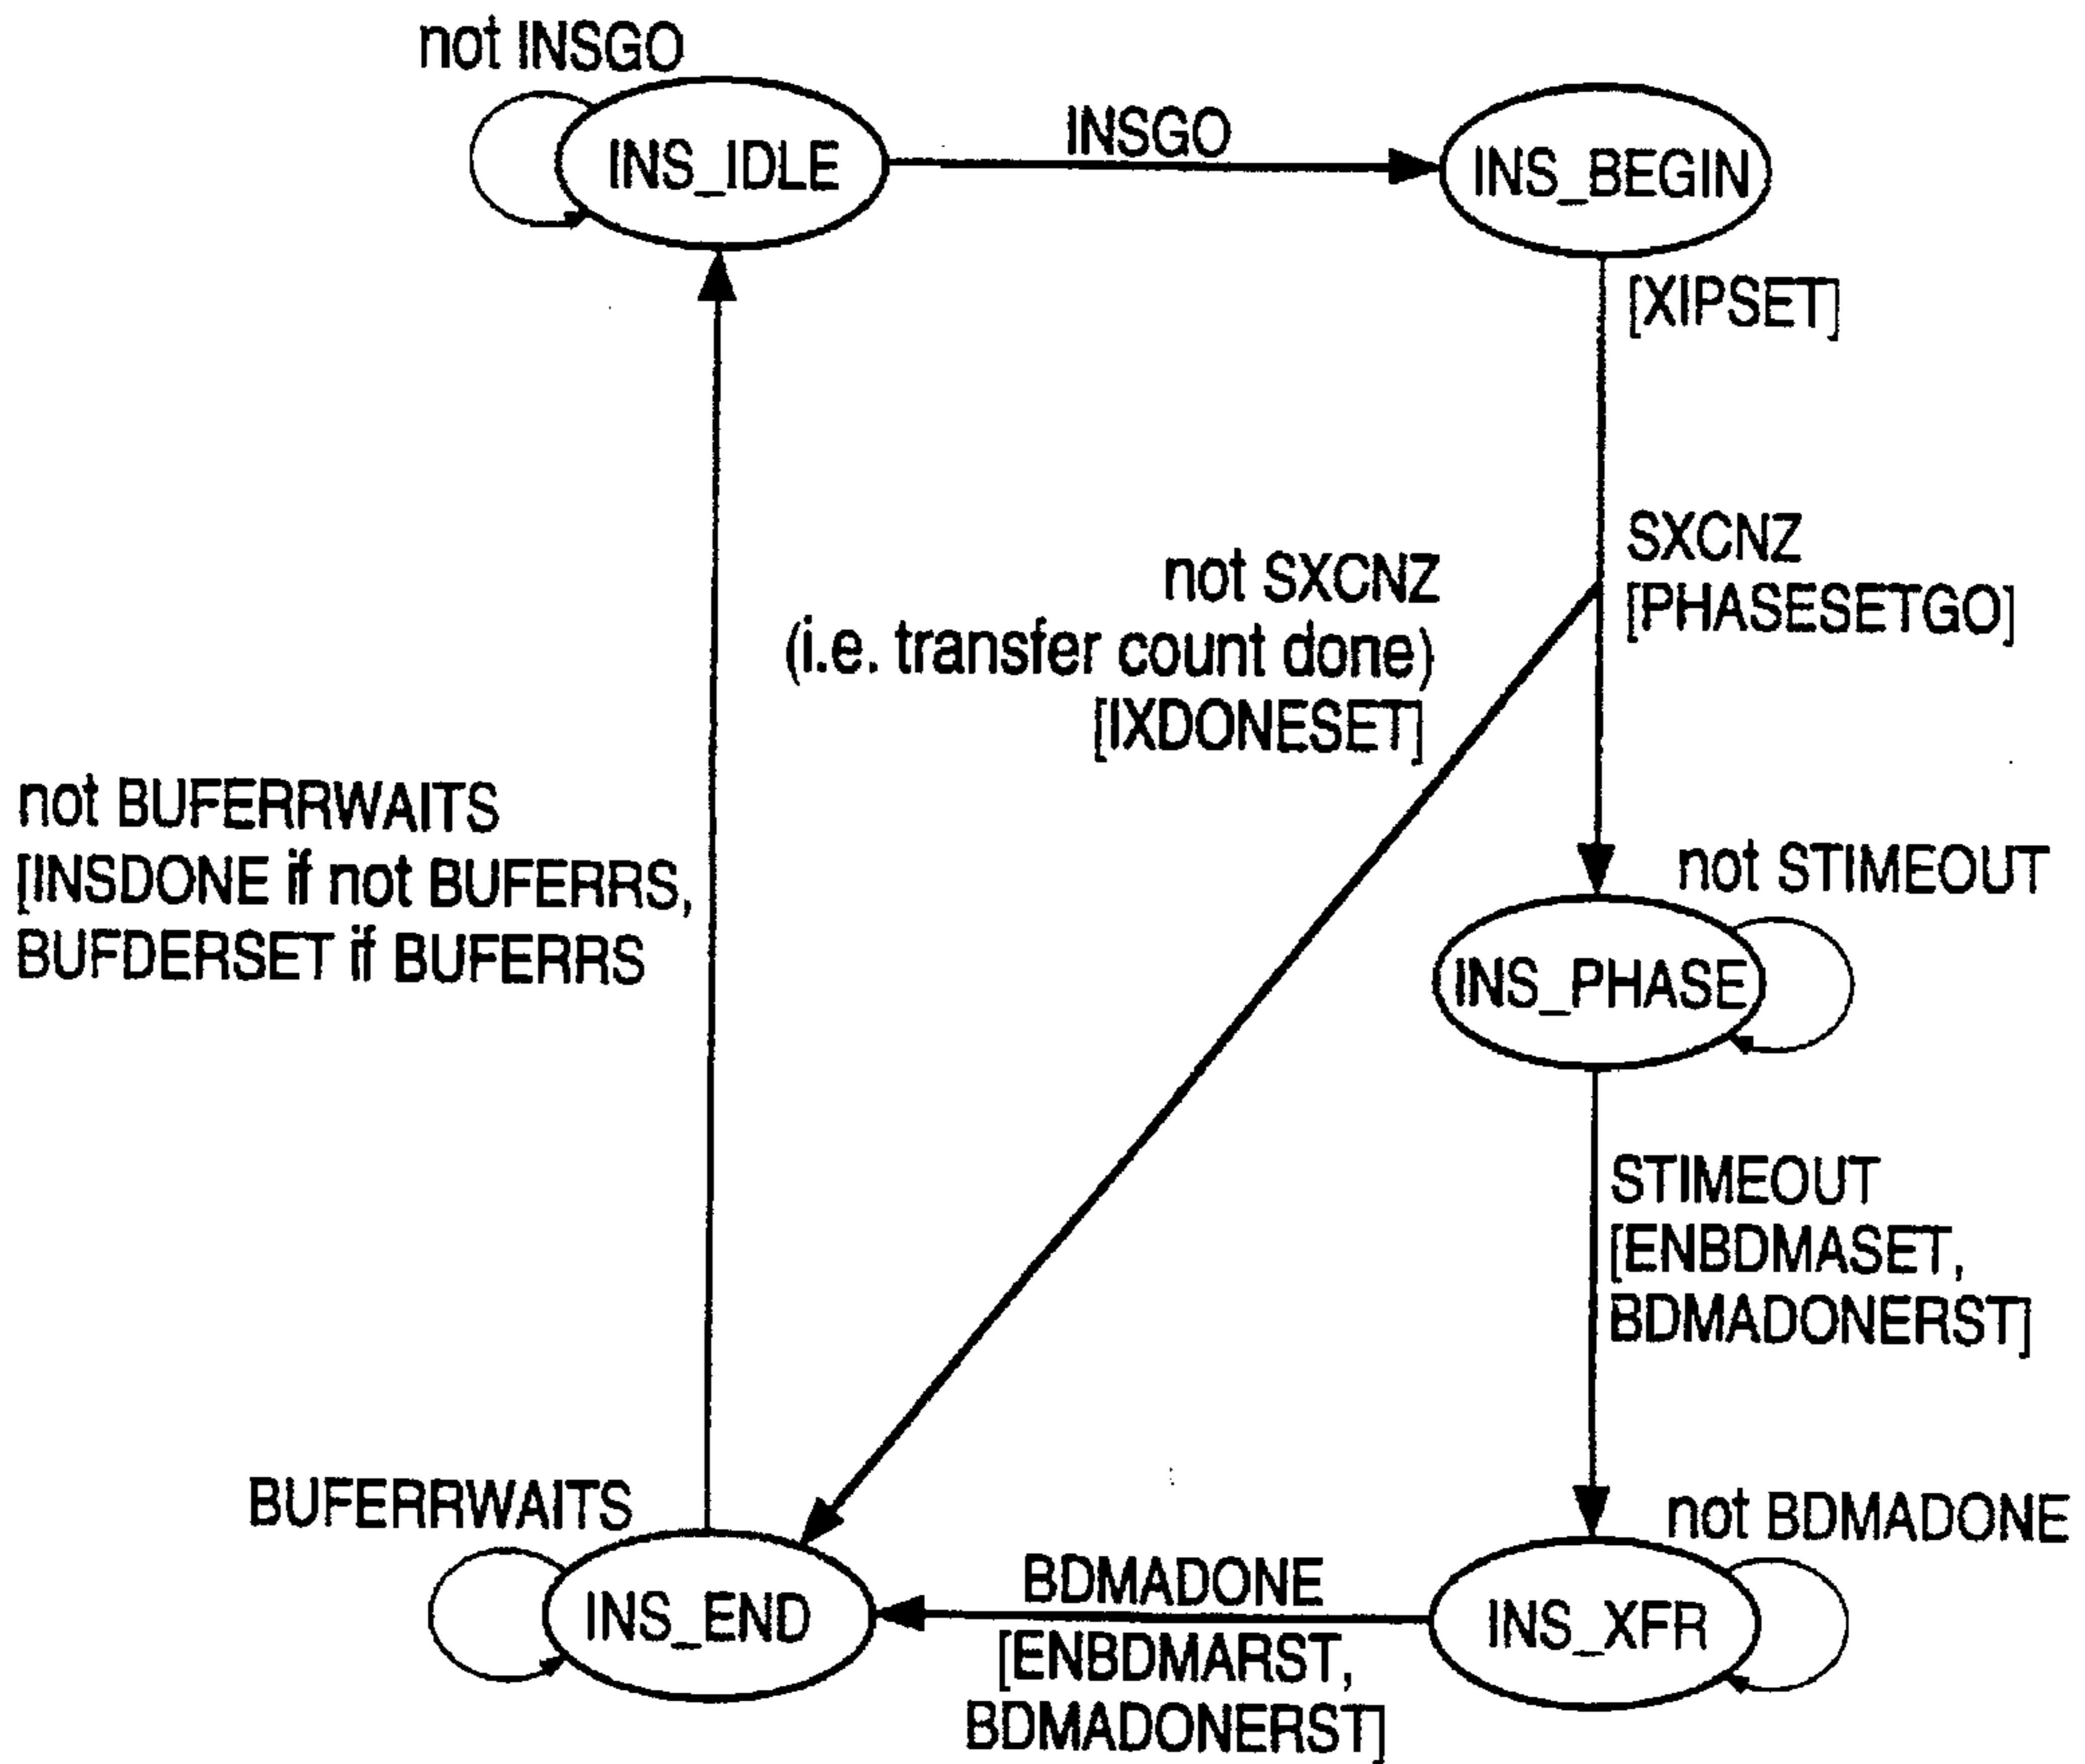 not INSGO
INS_IDLE
INSGO
INS_BEGIN
[XIPSET]
SXCNZ
[PHASESETGO]
not SXCNZ
(i.e. transfer count done)
[IXDONESET]
not BUFERRWAITS
[INSDONE if not BUFERRS,
BUFDERSET if BUFERRS
not STIMEOUT
INS_PHASE
STIMEOUT
[ENBDMASET,
BDMADONERST]
BUFERRWAITS
INS_END
BDMADONE
[ENBDMARST,
BDMADONERST]
not BDMADONE
INS_XFR